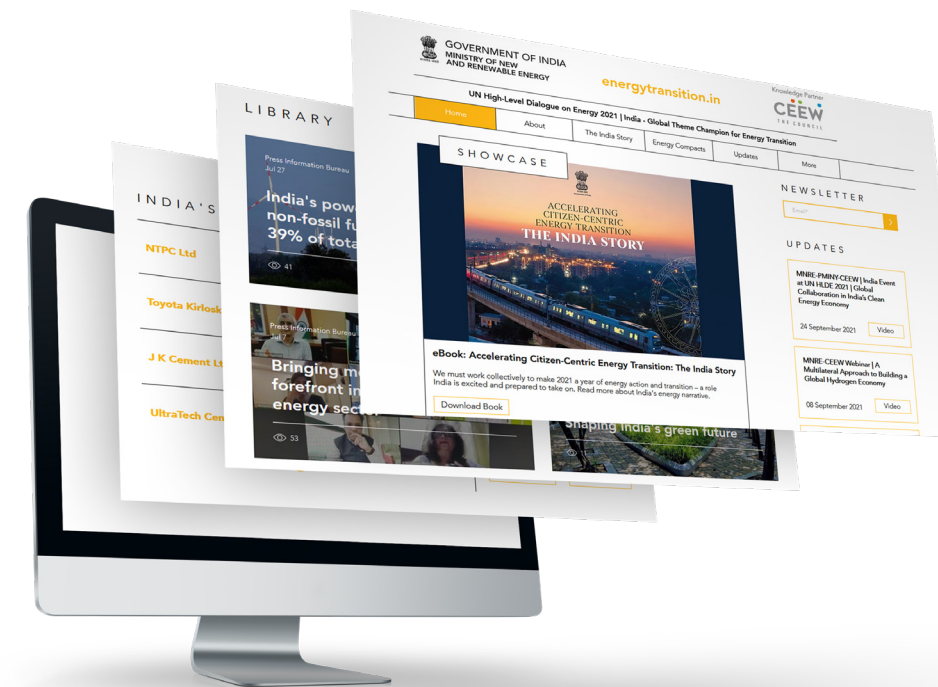 GOVERNMENT OF INDIA
MINISTRY OF NEW
AND RENEWABLE ENERGY
energytransition.in
Knowledge Partner
CEEW
THE COUNCIL
UN High-Level Dialogue on Energy 2021 | India - Global Theme Champion for Energy Transition
Home
About
The India Story
Energy Compacts
Updates
More
SHOWCASE
ACCELERATING
CITIZEN-CENTRIC
ENERGY TRANSITION
THE INDIA STORY
eBook: Accelerating Citizen-Centric Energy Transition: The India Story
We must work collectively to make 2021 a year of energy action and transition – a role
India is excited and prepared to take on. Read more about India's energy narrative.
Download Book
NEWSLETTER
Email*
UPDATES
MNRE-PMINY-CEEW | India Event
at UN HLDE 2021 | Global
Collaboration in India's Clean
Energy Economy
24 September 2021
Video
MNRE-CEEW Webinar | A
Multilateral Approach to Building a
Global Hydrogen Economy
08 September 2021
Video
LIBRARY
Press Information Bureau
Jul 27
India's pow
non-fossil fu
39% of tota
41
Press Information Bureau
Jul 7
Bringing m
forefront in
energy sector
53
Shaping India's green future
INDIA'S
NTPC Ltd
Toyota Kirlosk
J K Cement Lt
UltraTech Cem